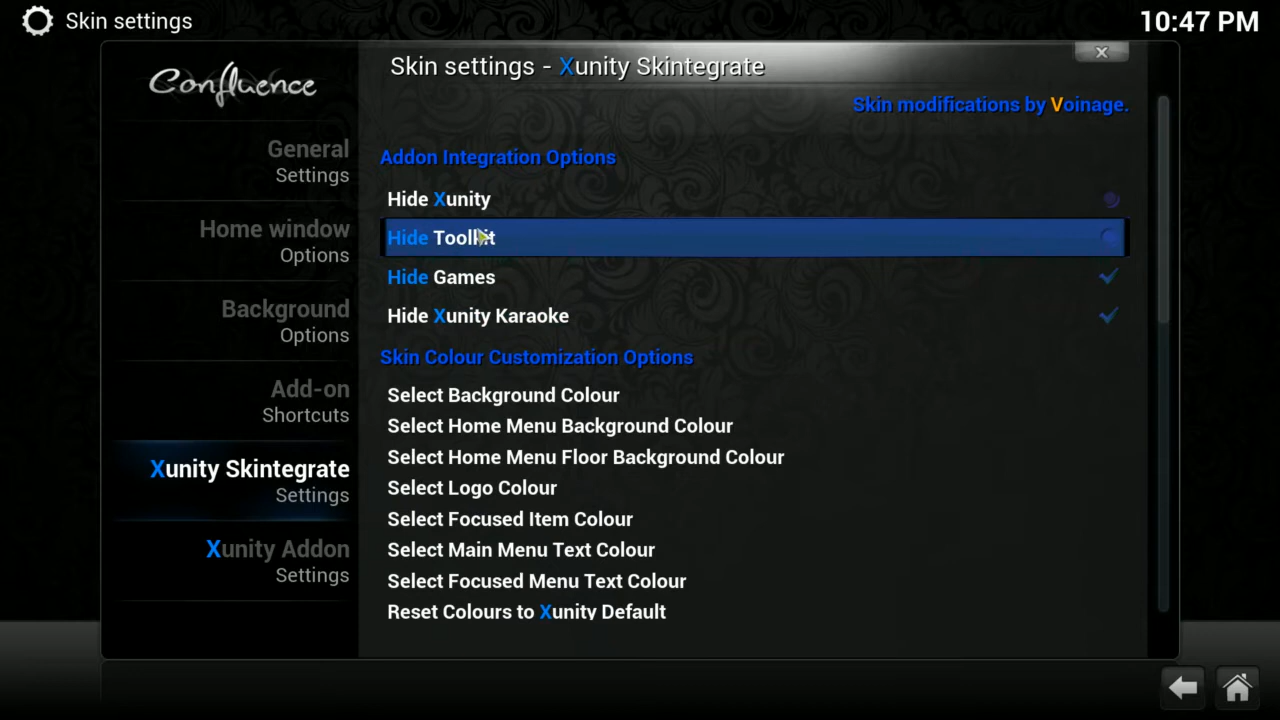 Skin settings
10:47 PM
Confluence
Skin settings - Xunity Skintegrate
Skin modifications by Voinage.
General
Settings
Home window
Options
Background
Options
Add-on
Shortcuts
Xunity Skintegrate
Settings
Xunity Addon
Settings
Addon Integration Options
Hide Xunity
Hide Toolkit
Hide Games
Hide Xunity Karaoke
Skin Colour Customization Options
Select Background Colour
Select Home Menu Background Colour
Select Home Menu Floor Background Colour
Select Logo Colour
Select Focused Item Colour
Select Main Menu Text Colour
Select Focused Menu Text Colour
Reset Colours to Xunity Default